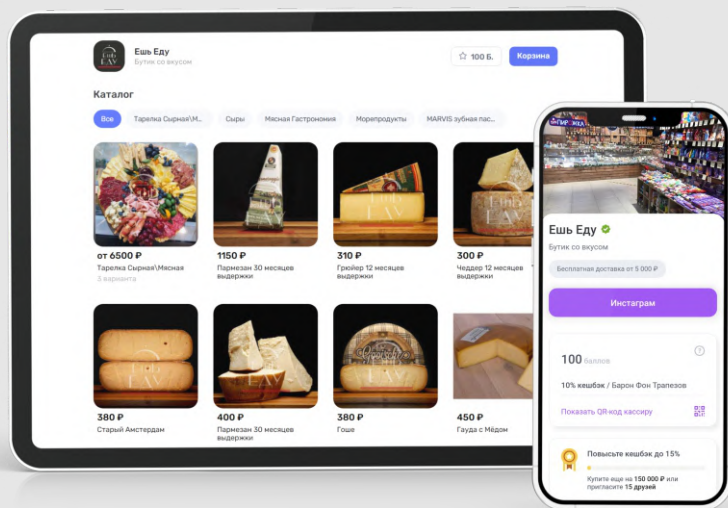 Ешь Еду
Бутик со вкусом
100 Б.
Корзина
Каталог
Все
Тарелка Сырная\М...
Сыры
Мясная Гастрономия
Морепродукты
MARVIS зубная пас...
от 6500 ₽
Тарелка Сырная\Мясная
3 варианта
1150 ₽
Пармезан 30 месяцев
выдержки
310 ₽
Грюйер 12 месяцев
выдержки
300 ₽
Чеддер 12 месяцев
выдержки
380 ₽
Старый Амстердам
400 ₽
Пармезан 30 месяцев
выдержки
380 ₽
Гоше
450 ₽
Гауда с Мёдом
Ешь Еду
Бутик со вкусом
Бесплатная доставка от 5 000 ₽
Инстаграм
100 баллов
10% кешбэк / Барон Фон Трапезов
Показать QR-код кассиру
Повысьте кешбэк до 15%
Купите еще на 150 000 ₽ или
пригласите 15 друзей